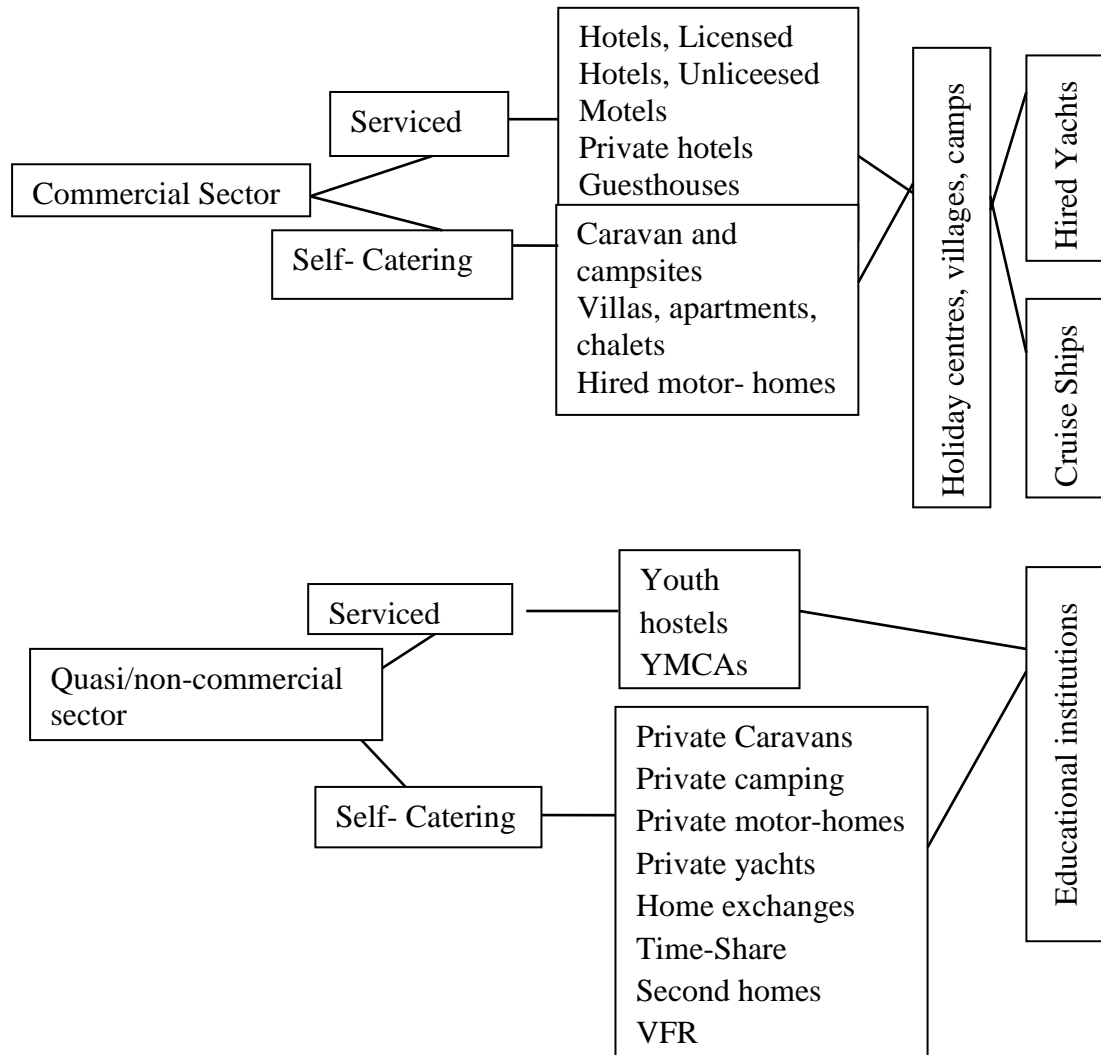 Commercial Sector
Serviced
Self- Catering
Hotels, Licensed
Hotels, Unliceesed
Motels
Private hotels
Guesthouses
Caravan and
campsites
Villas, apartments,
chalets
Hired motor- homes
Holiday centres, villages, camps
Hired Yachts
Cruise Ships
Quasi/non-commercial
sector
Serviced
Self- Catering
Youth
hostels
YMCAs
Private Caravans
Private camping
Private motor-homes
Private yachts
Home exchanges
Time-Share
Second homes
VFR
Educational institutions